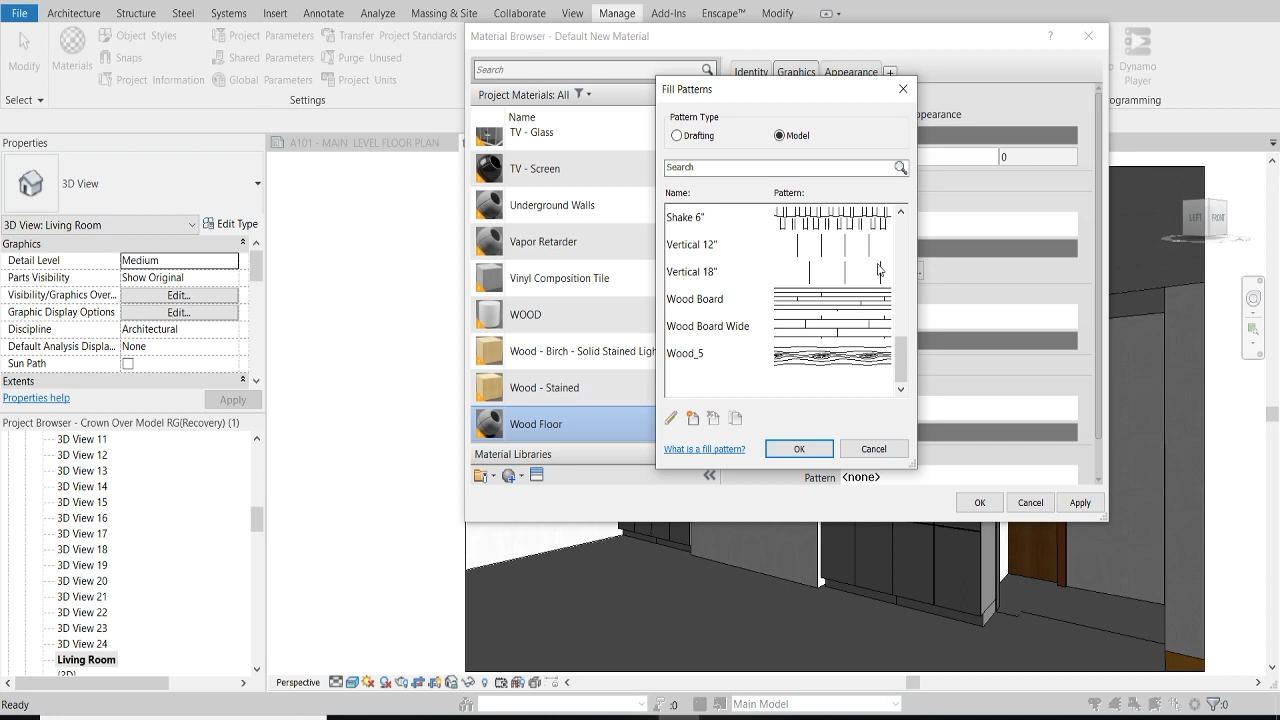 File Architecture Structure Steel Systems Insert Annotate Analyze Massing & Site Collaborate View Manage Add-Ins Enscape™ Modify
Modify
Select
Materials
Object Styles
Snaps
Project Information
Project Parameters
Shared Parameters
Global Parameters
Transfer Project Standards
Purge Unused
Project Units
Settings
Dynamo
Player
ogramming
Properties
3D View
3D View: Living Room
Edit Type
Graphics
Detail Level Medium
Parts Visibility Show Original
Visibility/Graphics Over... Edit...
Graphic Display Options Edit...
Discipline Architectural
Default Analysis Displa... None
Sun Path
Extents
Properties help
Apply
Project Browser - Crown Over Model RG(Recovery) (1)
3D View 11
3D View 12
3D View 13
3D View 14
3D View 15
3D View 16
3D View 17
3D View 18
3D View 19
3D View 20
3D View 21
3D View 22
3D View 23
3D View 24
Living Room
A101 - MAIN LEVEL FLOOR PLAN
Material Browser - Default New Material
?
Search
Project Materials: All
Name
TV - Glass
TV - Screen
Underground Walls
Vapor Retarder
Vinyl Composition Tile
WOOD
Wood - Birch - Solid Stained Ligh
Wood - Stained
Wood Floor
Material Libraries
Identity Graphics Appearance
ppearance
0
Pattern <none>
OK Cancel Apply
Fill Patterns
Pattern Type
Drafting Model
Search
Name: Pattern:
Shake 6"
Vertical 12"
Vertical 18"
Wood Board
Wood Board Wide
Wood_5
What is a fill pattern?
OK Cancel
LEFT FRONT
Perspective
Ready
:0
Main Model
:0